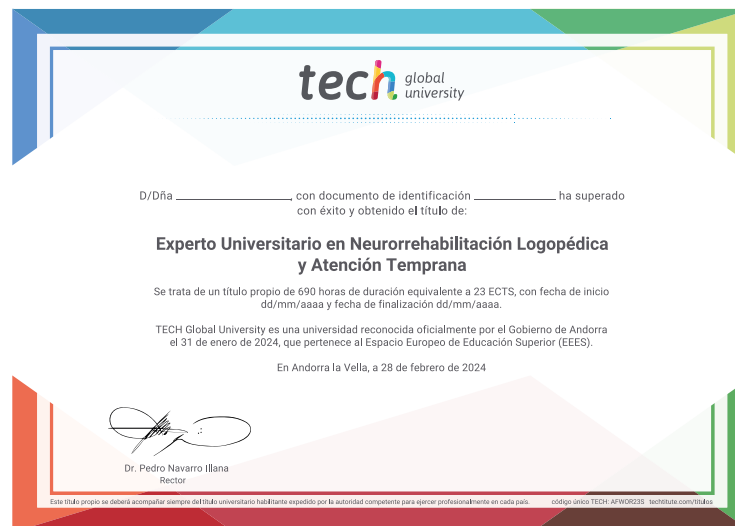 tech global
university
D/Dña ______________, con documento de identificación ______________ ha superado
con éxito y obtenido el título de:
Experto Universitario en Neurorrehabilitación Logopédica
y Atención Temprana
Se trata de un título propio de 690 horas de duración equivalente a 23 ECTS, con fecha de inicio
dd/mm/aaaa y fecha de finalización dd/mm/aaaa.
TECH Global University es una universidad reconocida oficialmente por el Gobierno de Andorra
el 31 de enero de 2024, que pertenece al Espacio Europeo de Educación Superior (EEES).
En Andorra la Vella, a 28 de febrero de 2024
Dr. Pedro Navarro Illana
Rector
Este título propio se deberá acompañar siempre del título universitario habilitante expedido por la autoridad competente para ejercer profesionalmente en cada país. código único TECH: AFWOR23S techtitute.com/titulos